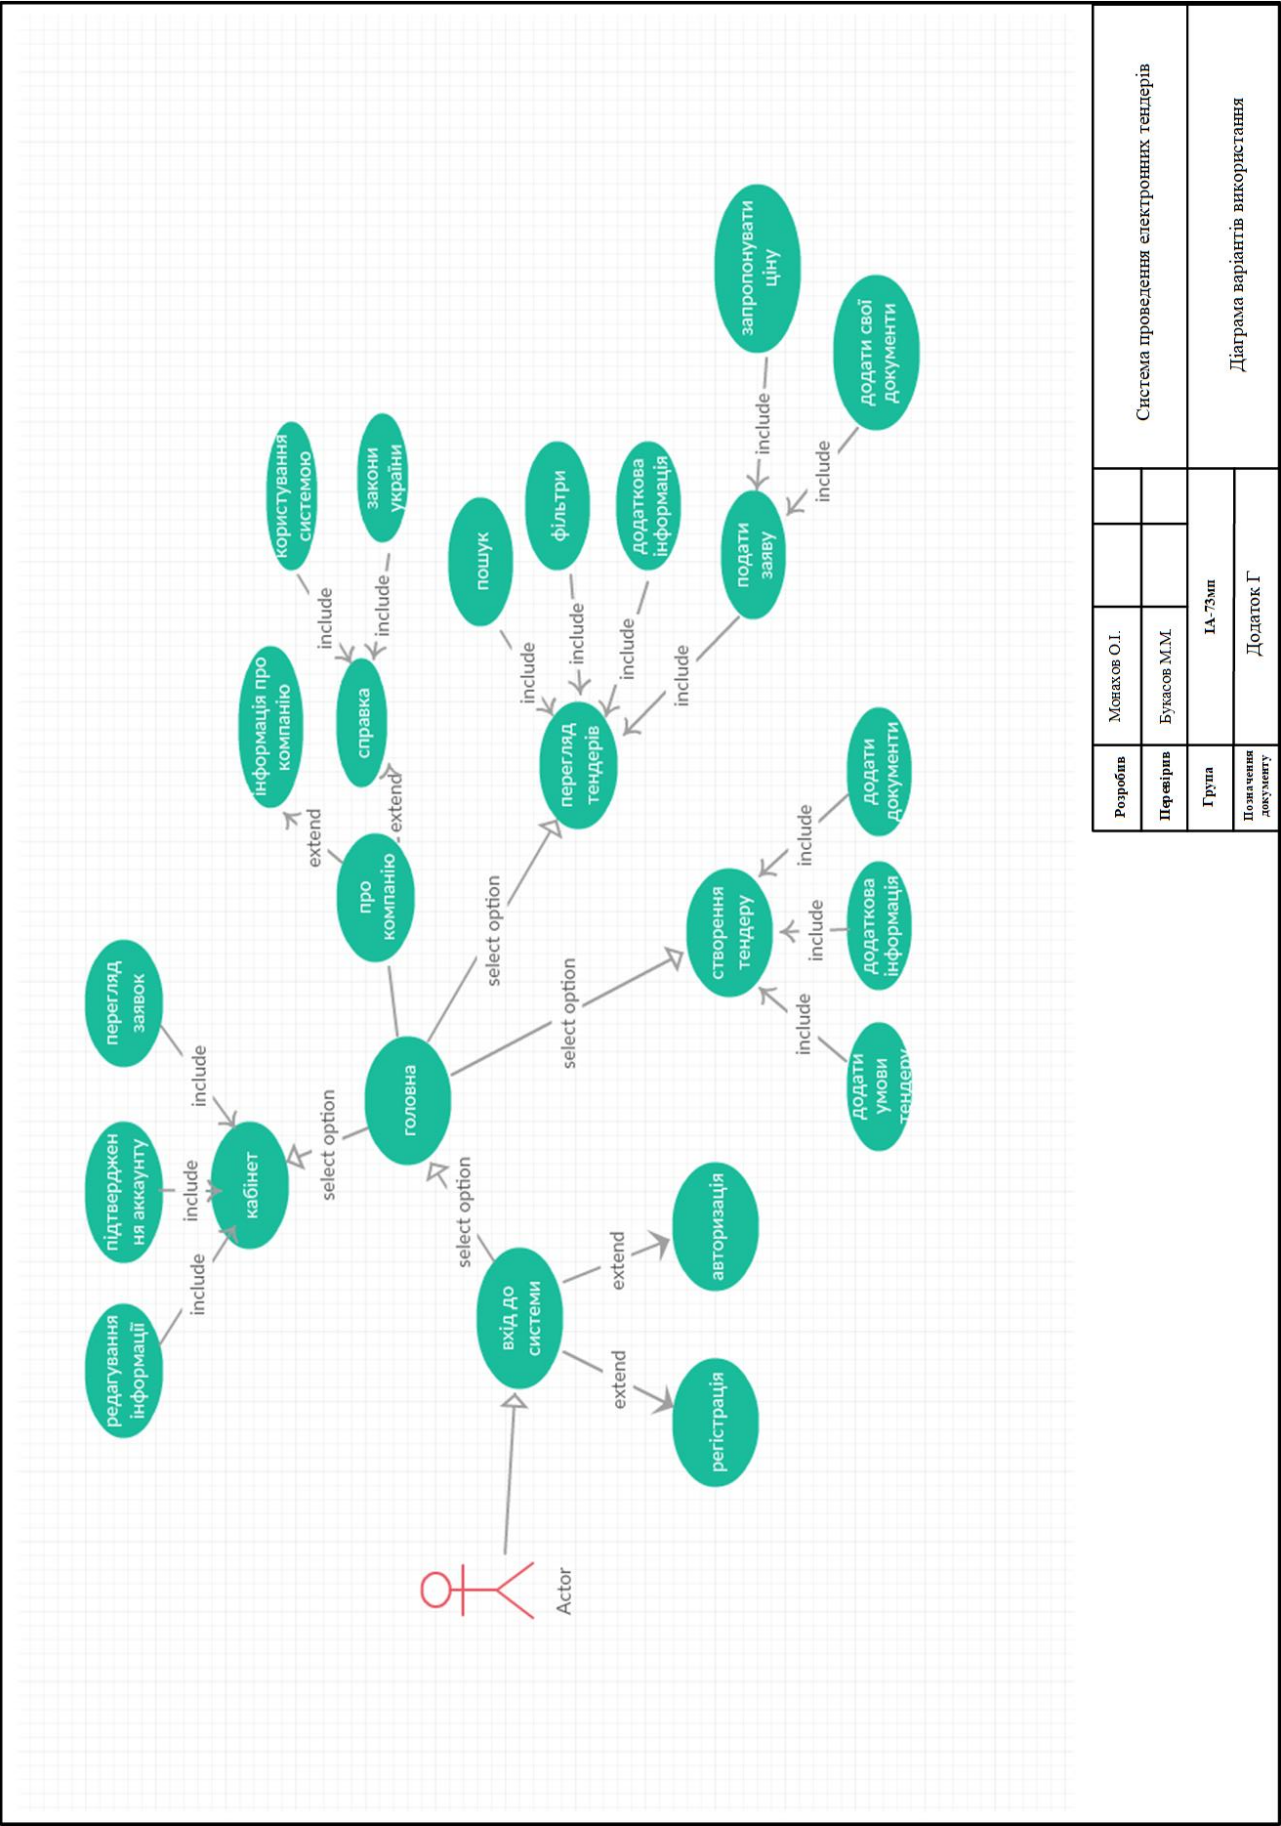 редагування
інформації
підтверджен
ня аккаунту
перегляд
заявок
include
include
include
кабінет
select option
інформація про
компанію
користування
системою
закони
україни
include
include
справка
extend
extend
про
компанію
головна
select option
select option
select option
пошук
фільтри
додаткова
інформація
include
include
include
include
перегляд
тендерів
запропонувати
ціну
додати свої
документи
include
include
подати
заяву
створення
тендеру
include
include
include
додати
умови
тендеру
додаткова
інформація
додати
документи
Actor
вхід до
системи
extend
extend
регістрація
авторизація
Розробив
Монахов О.І.
Система проведення електронних тендерів
Перевірив
Букасов М.М.
Група
ІА-73мп
Діаграма варіантів використання
Позначення
документу
Додаток Г